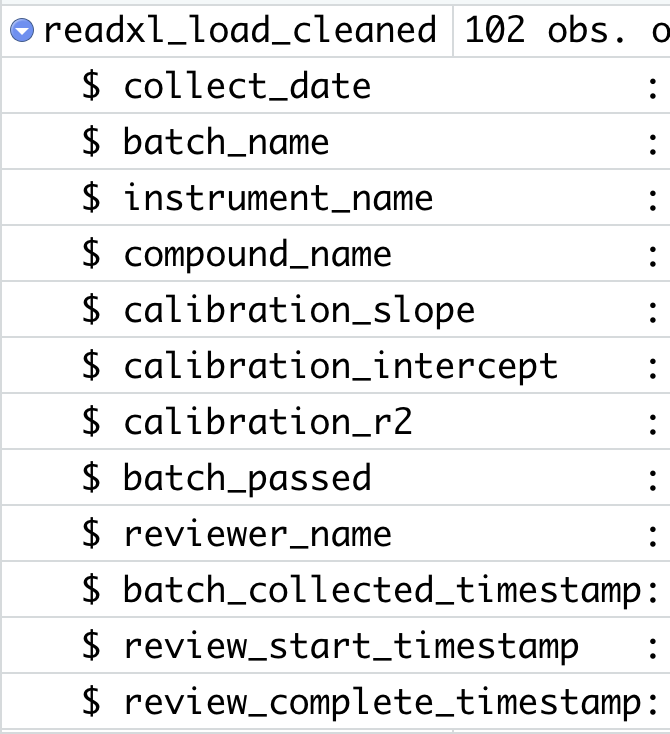 readxl_load_cleaned 102 obs. o
$ collect_date :
$ batch_name :
$ instrument_name :
$ compound_name :
$ calibration_slope :
$ calibration_intercept :
$ calibration_r2 :
$ batch_passed :
$ reviewer_name :
$ batch_collected_timestamp:
$ review_start_timestamp :
$ review_complete_timestamp: